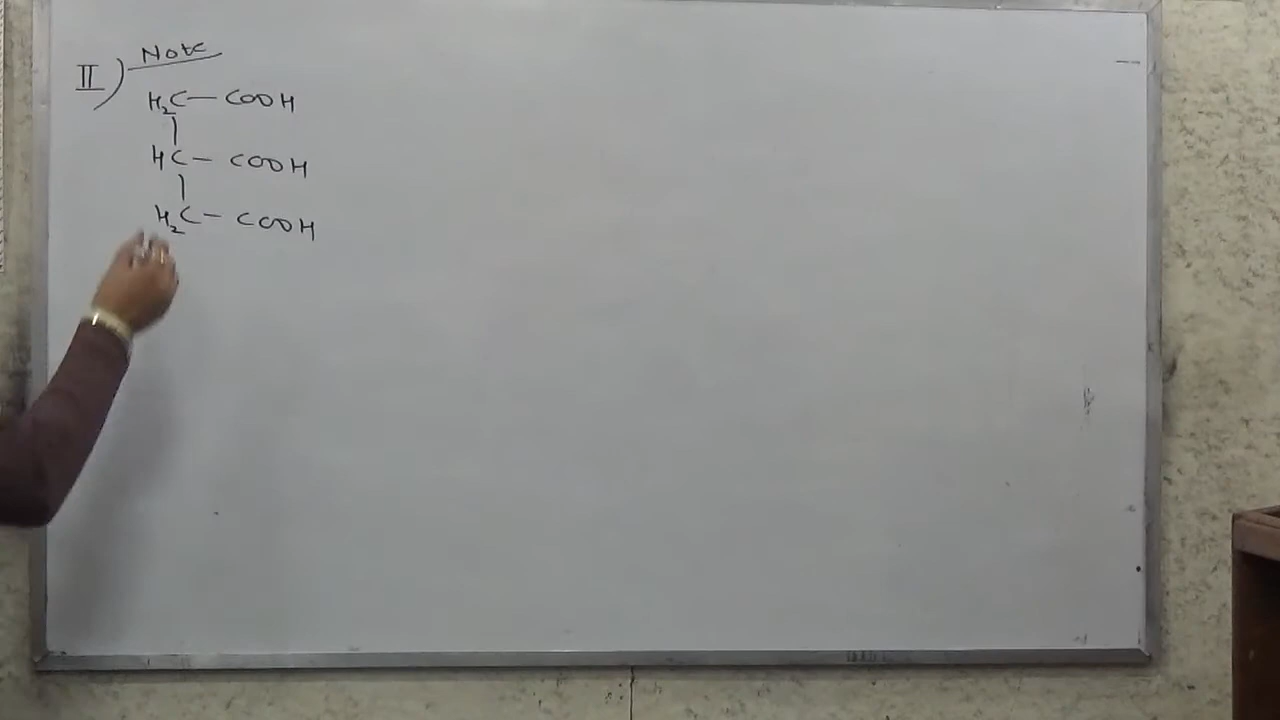 II) Note
H₂C — COOH
|
HC — COOH
|
H₂C — COOH